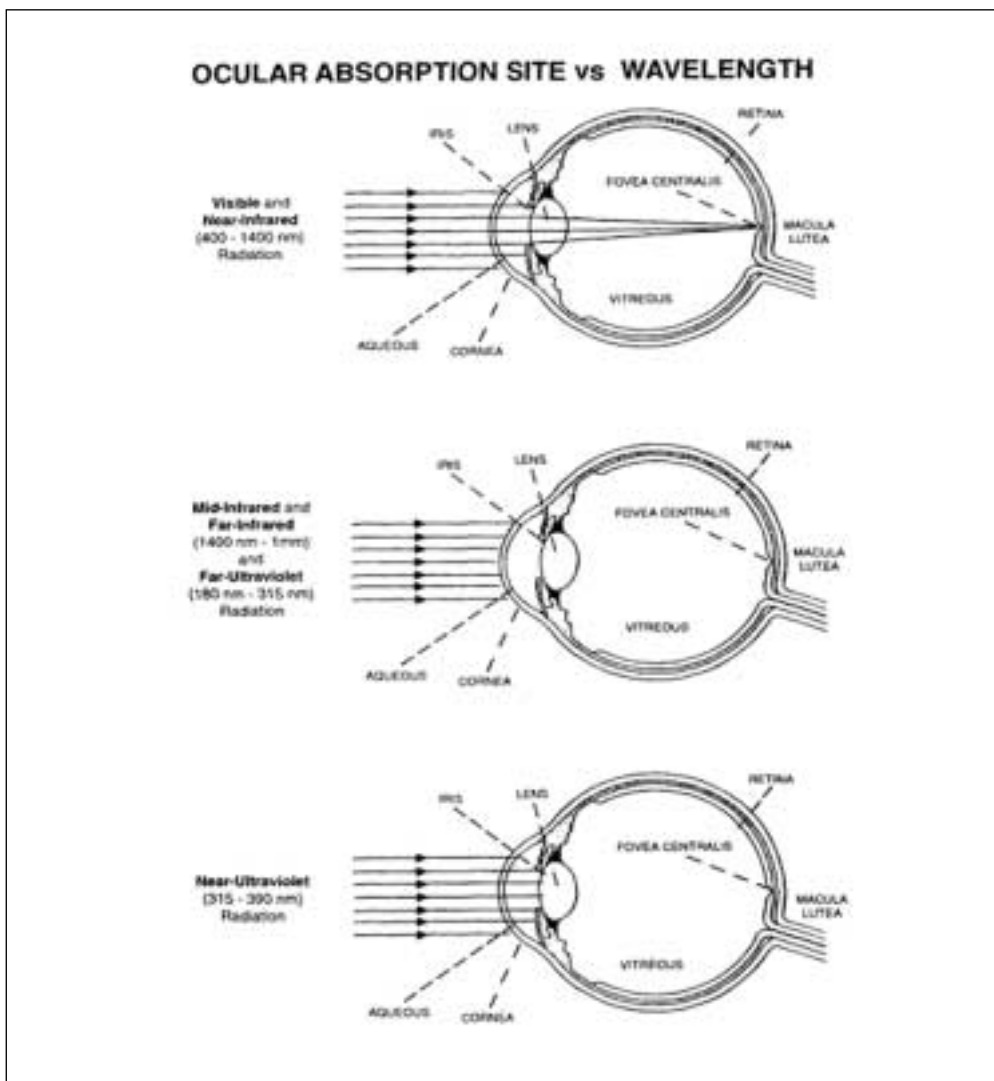 OCULAR ABSORPTION SITE vs WAVELENGTH
RETINA
IRIS
LENS
FOVEA CENTRALIS
Visible and
Near-Infrared
(400 - 1400 nm)
Radiation
MACULA
LUTEA
VITREOUS
AQUEOUS
CORNEA
RETINA
IRIS
LENS
FOVEA CENTRALIS
Mid-Infrared and
Far-Infrared
(1400 nm - 1mm)
and
Far-Ultraviolet
(180 nm - 315 nm)
Radiation
MACULA
LUTEA
VITREOUS
AQUEOUS
CORNEA
RETINA
IRIS
LENS
FOVEA CENTRALIS
Near-Ultraviolet
(315 - 390 nm)
Radiation
MACULA
LUTEA
VITREOUS
AQUEOUS
CORNEA